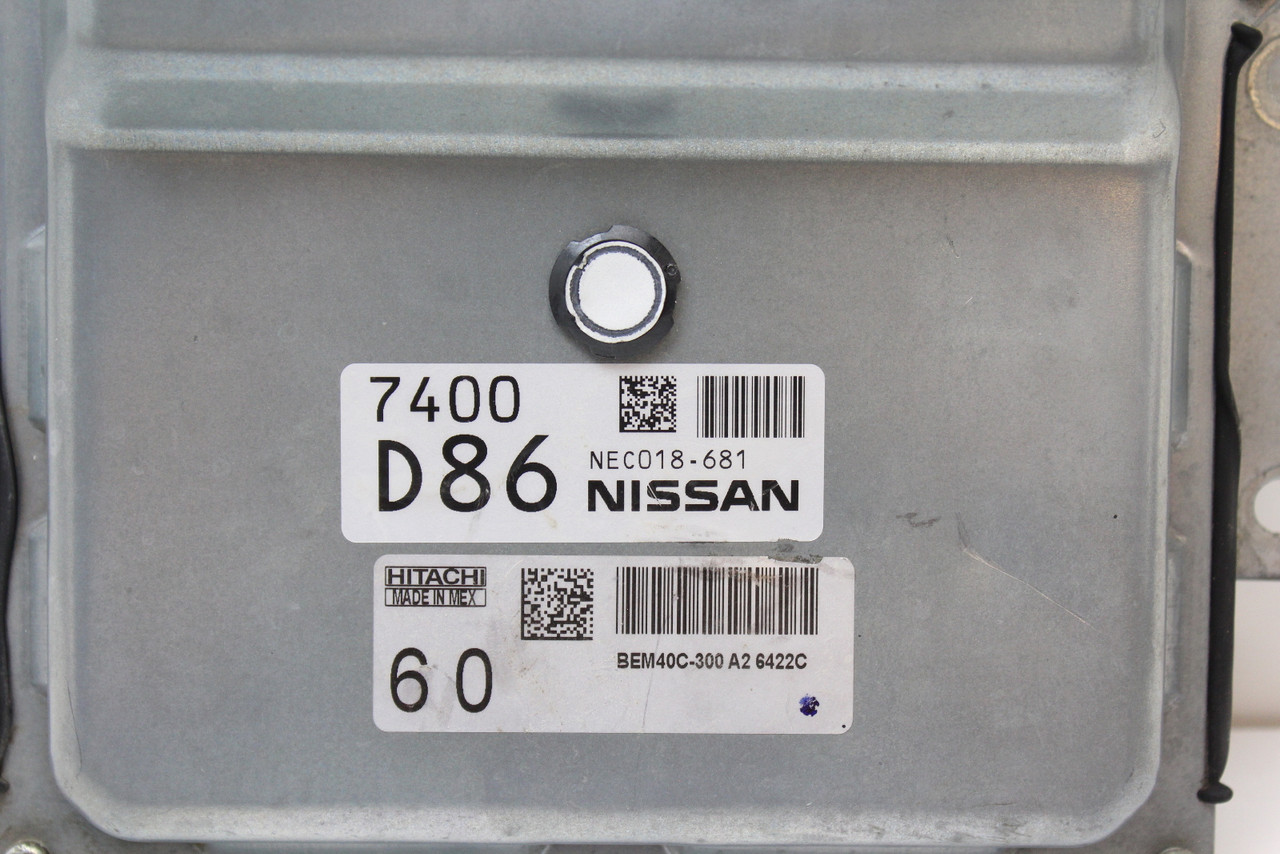 7400
D86
NEC018-681
NISSAN
HITACHI
MADE IN MEX
60
BEM40C-300 A2 6422C